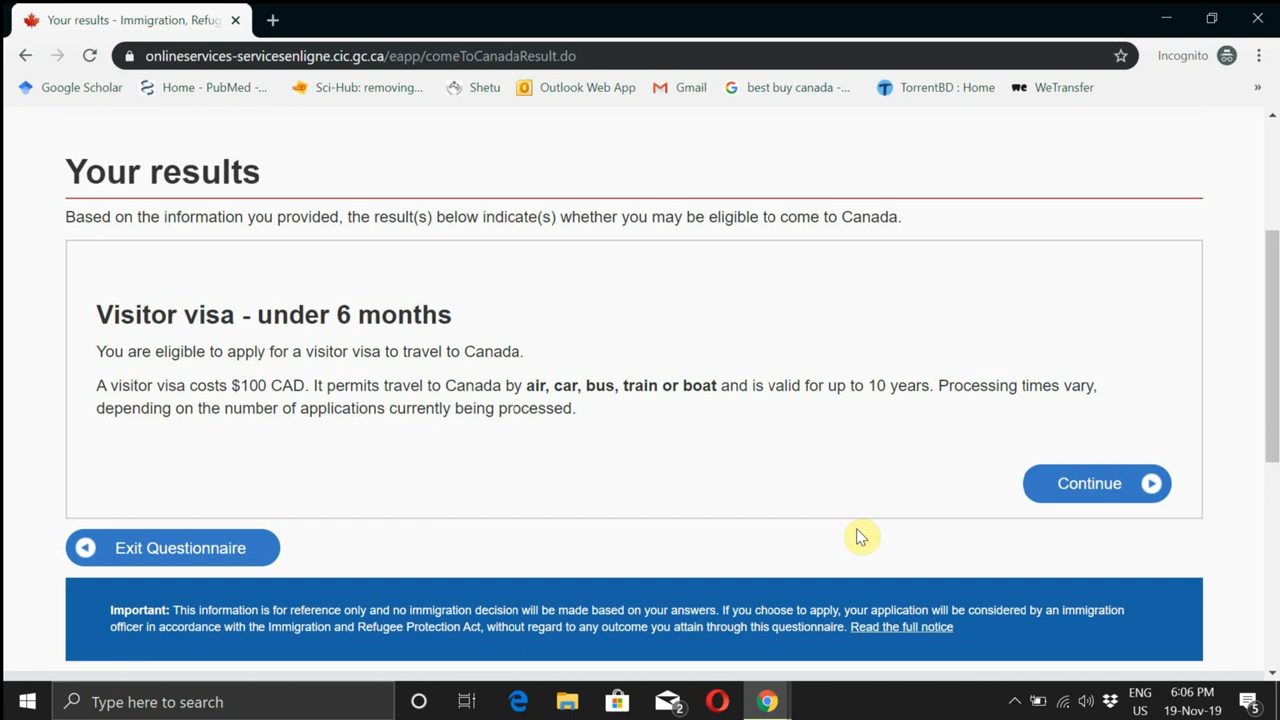 Your results - Immigration, Refug
onlineservices-servicesenligne.cic.gc.ca/eapp/comeToCanadaResult.do
Incognito
Google Scholar
Home - PubMed -...
Sci-Hub: removing...
Shetu
Outlook Web App
Gmail
best buy canada -...
TorrentBD : Home
WeTransfer
»
Your results
Based on the information you provided, the result(s) below indicate(s) whether you may be eligible to come to Canada.
Visitor visa - under 6 months
You are eligible to apply for a visitor visa to travel to Canada.
A visitor visa costs $100 CAD. It permits travel to Canada by air, car, bus, train or boat and is valid for up to 10 years. Processing times vary,
depending on the number of applications currently being processed.
Continue
Exit Questionnaire
Important: This information is for reference only and no immigration decision will be made based on your answers. If you choose to apply, your application will be considered by an immigration
officer in accordance with the Immigration and Refugee Protection Act, without regard to any outcome you attain through this questionnaire. Read the full notice
Type here to search
2
ENG
US
6:06 PM
19-Nov-19
5